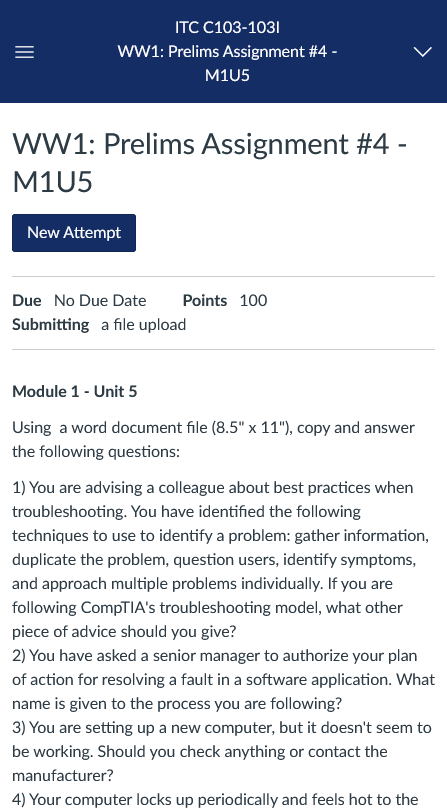 ITC C103-103I
WW1: Prelims Assignment #4 -
M1U5
WW1: Prelims Assignment #4 -
M1U5
New Attempt
Due No Due Date Points 100
Submitting a file upload
Module 1 - Unit 5
Using a word document file (8.5" x 11"), copy and answer
the following questions:
1) You are advising a colleague about best practices when
troubleshooting. You have identified the following
techniques to use to identify a problem: gather information,
duplicate the problem, question users, identify symptoms,
and approach multiple problems individually. If you are
following CompTIA's troubleshooting model, what other
piece of advice should you give?
2) You have asked a senior manager to authorize your plan
of action for resolving a fault in a software application. What
name is given to the process you are following?
3) You are setting up a new computer, but it doesn't seem to
be working. Should you check anything or contact the
manufacturer?
4) Your computer locks up periodically and feels hot to the